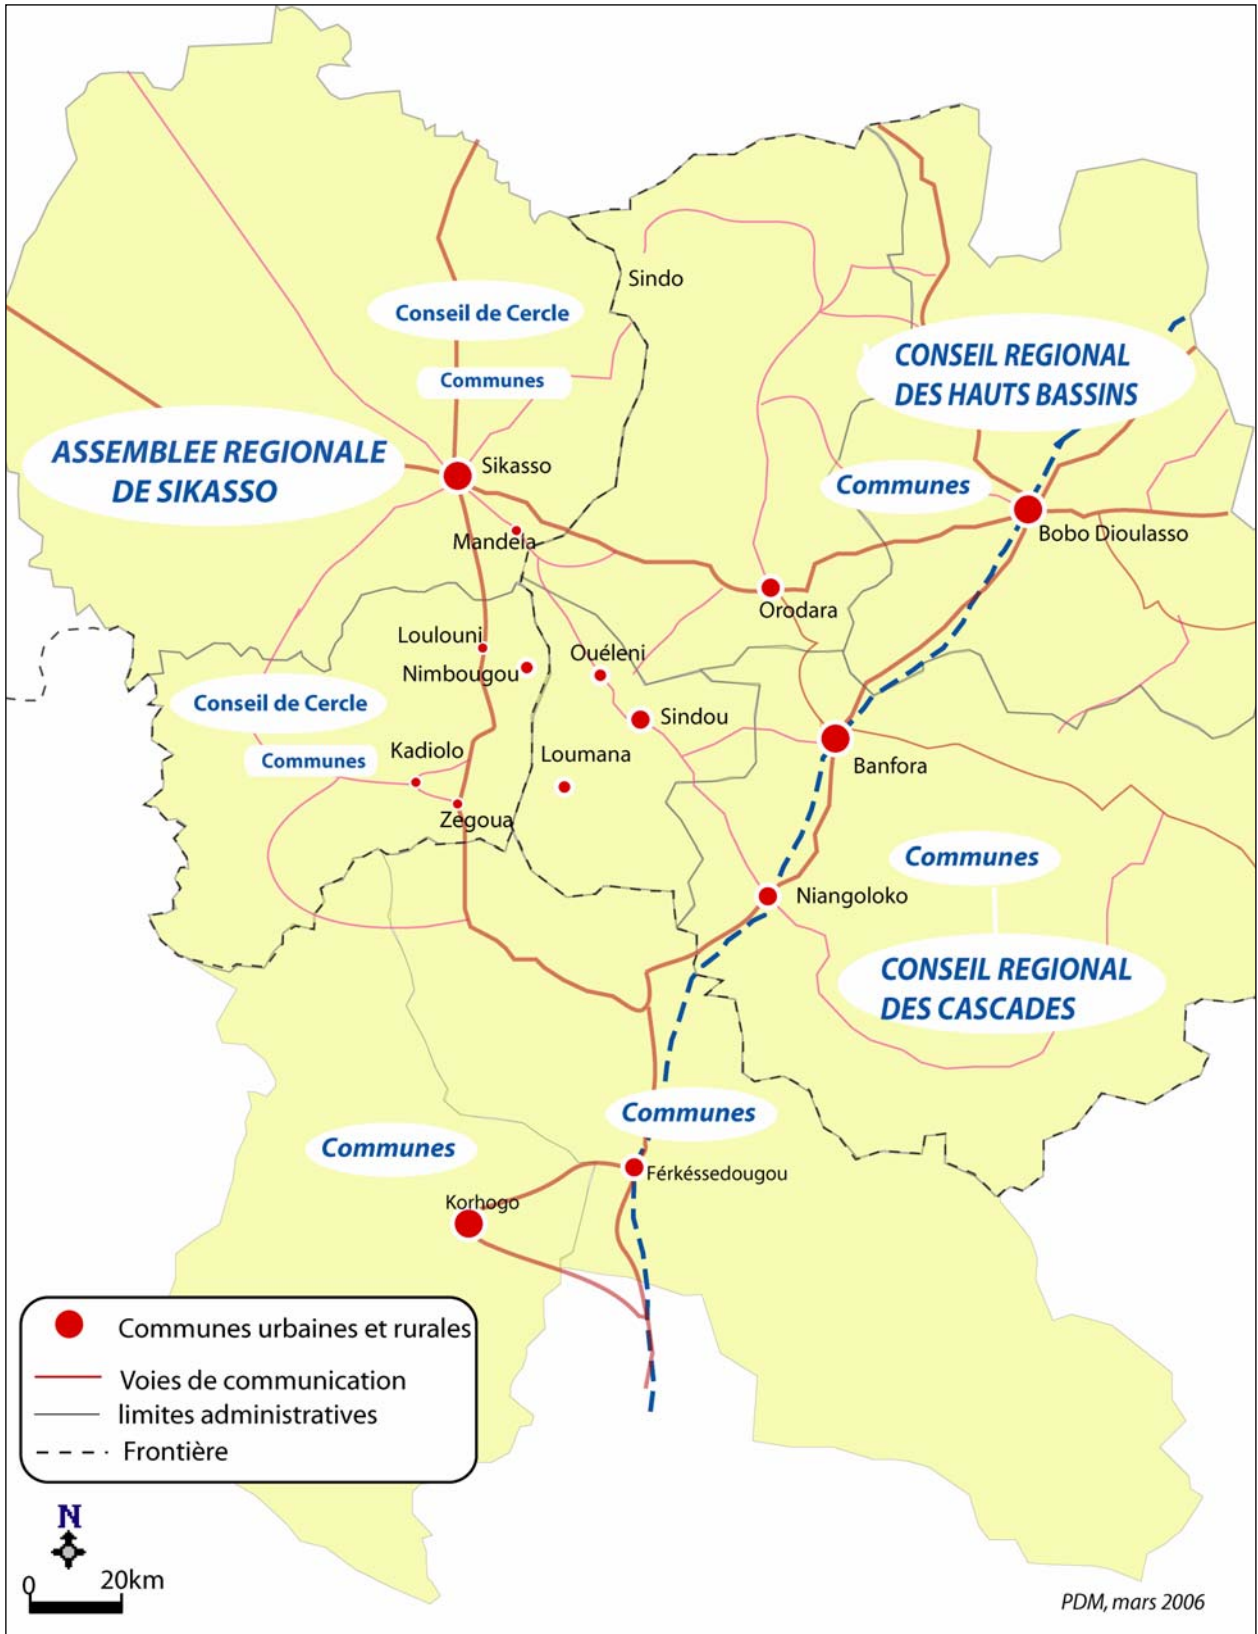 Sindo
Conseil de Cercle
CONSEIL REGIONAL
DES HAUTS BASSINS
Communes
ASSEMBLEE REGIONALE
DE SIKASSO
Sikasso
Communes
Bobo Dioulasso
Mandela
Orodara
Loulouni
Nimbougou
Ouéleni
Conseil de Cercle
Sindou
Communes
Kadiolo
Loumana
Banfora
Zegoua
Communes
Niangoloko
CONSEIL REGIONAL
DES CASCADES
Communes
Communes
Férkéssedougou
Korhogo
Communes urbaines et rurales
Voies de communication
limites administratives
Frontière
N
0 20km
PDM, mars 2006